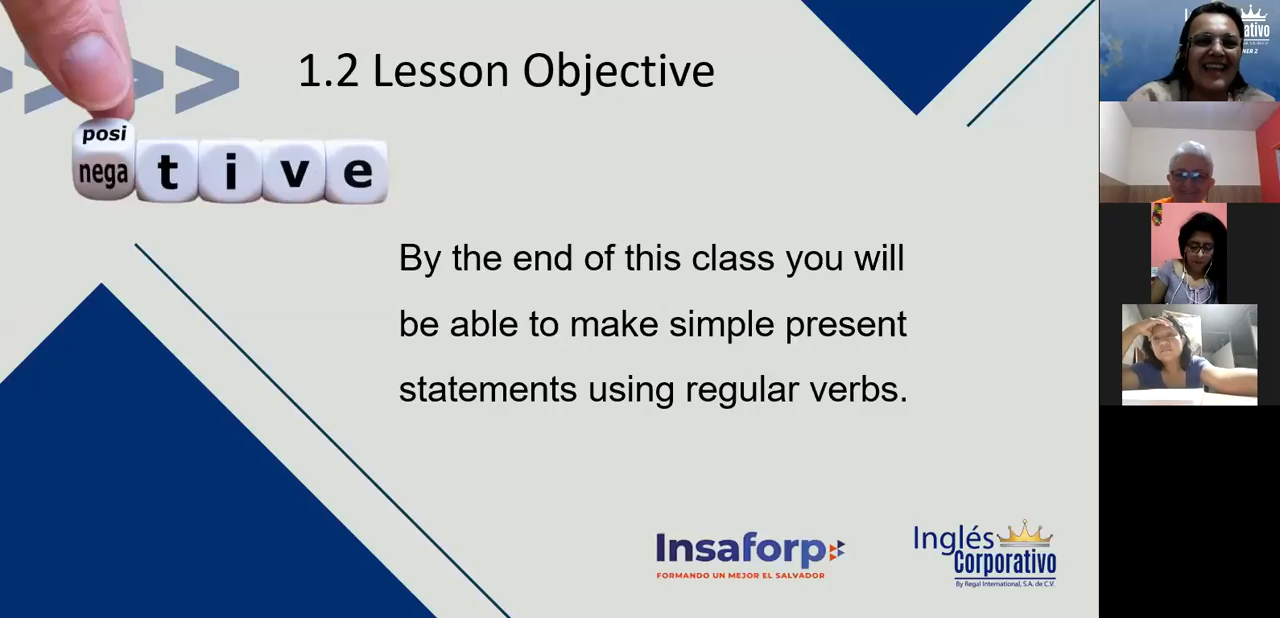 1.2 Lesson Objective
posi
nega
t i v e
By the end of this class you will
be able to make simple present
statements using regular verbs.
Insaforp
FORMANDO UN MEJOR EL SALVADOR
Inglés
Corporativo
By Regal International, S.A. de C.V.